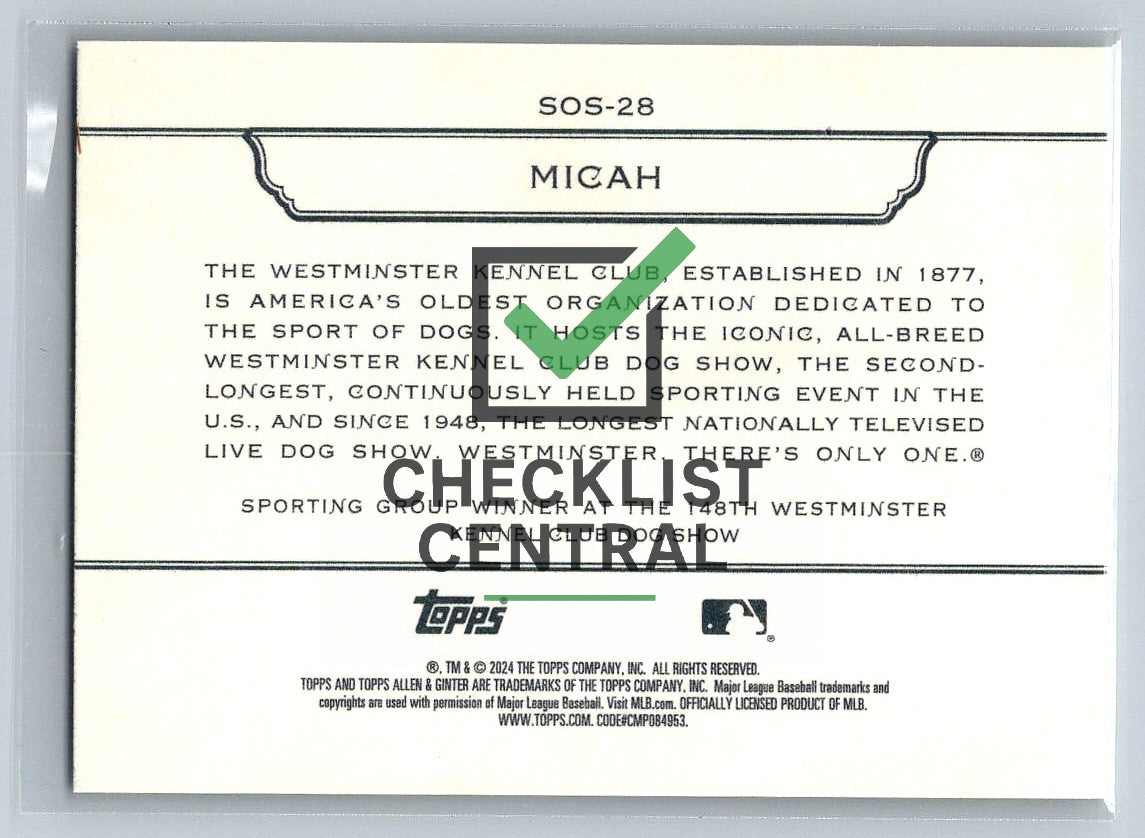 SOS-28
MICAH
THE WESTMINSTER KENNEL CLUB, ESTABLISHED IN 1877,
IS AMERICA'S OLDEST ORGANIZATION DEDICATED TO
THE SPORT OF DOGS. IT HOSTS THE ICONIC, ALL-BREED
WESTMINSTER KENNEL CLUB DOG SHOW, THE SECOND-
LONGEST, CONTINUOUSLY HELD SPORTING EVENT IN THE
U.S., AND SINCE 1948, THE LONGEST NATIONALLY TELEVISED
LIVE DOG SHOW. WESTMINSTER. THERE'S ONLY ONE.®
CHECKLIST
SPORTING GROUP WINNER AT THE 148TH WESTMINSTER
KENNEL CLUB DOG SHOW
CENTRAL
Topps®
®
®, TM & © 2024 THE TOPPS COMPANY, INC. ALL RIGHTS RESERVED.
TOPPS AND TOPPS ALLEN & GINTER ARE TRADEMARKS OF THE TOPPS COMPANY, INC. Major League Baseball trademarks and
copyrights are used with permission of Major League Baseball. Visit MLB.com. OFFICIALLY LICENSED PRODUCT OF MLB.
WWW.TOPPS.COM. CODE#CMP084953.